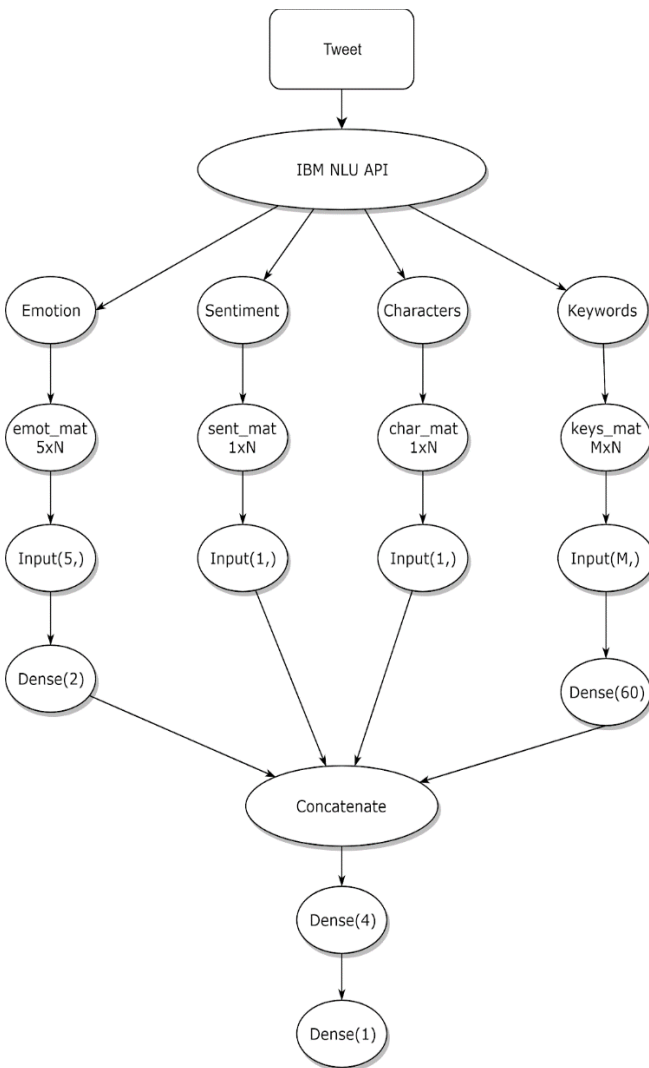 Tweet
IBM NLU API
Emotion
Sentiment
Characters
Keywords
emot_mat
5xN
sent_mat
1xN
char_mat
1xN
keys_mat
MxN
Input(5,)
Input(1,)
Input(1,)
Input(M,)
Dense(2)
Dense(60)
Concatenate
Dense(4)
Dense(1)